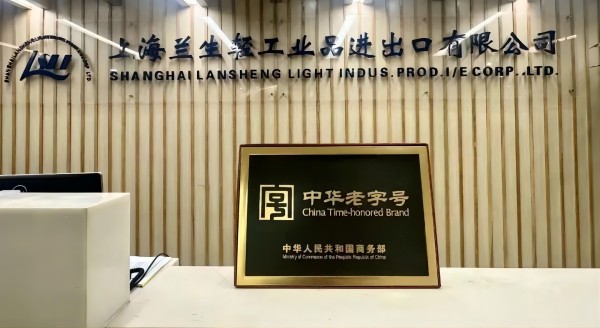 上海兰生轻工业品进出口有限公司
SHANGHAI LANSHENG LIGHT INDUS.PROD.I/E CORP.,LTD.
中华老字号
China Time-honored Brand
中华人民共和国商务部
Ministry of Commerce of the People's Republic of China